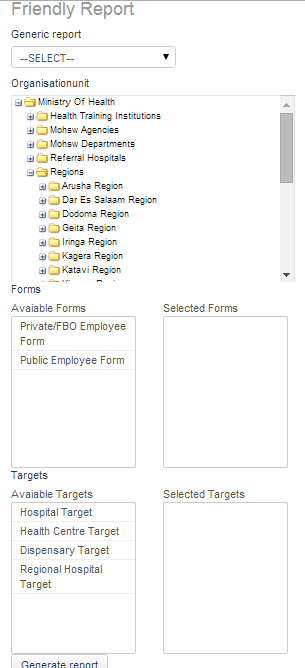 Friendly Report
Generic report
--SELECT--
Organisationunit
Ministry Of Health
Health Training Institutions
Mohsw Agencies
Mohsw Departments
Referral Hospitals
Regions
Arusha Region
Dar Es Salaam Region
Dodoma Region
Geita Region
Iringa Region
Kagera Region
Katavi Region
Forms
Avaiable Forms
Selected Forms
Private/FBO Employee
Form
Public Employee Form
Targets
Avaiable Targets
Selected Targets
Hospital Target
Health Centre Target
Dispensary Target
Regional Hospital
Target
Generate report